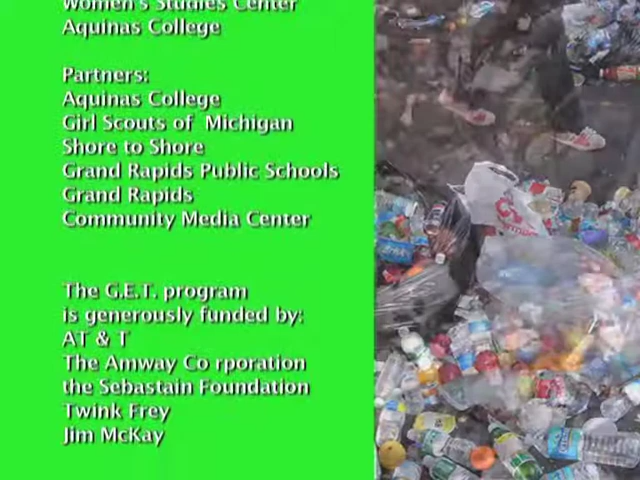 Women's Studies Center
Aquinas College
Partners:
Aquinas College
Girl Scouts of Michigan
Shore to Shore
Grand Rapids Public Schools
Grand Rapids
Community Media Center
The G.E.T. program
is generously funded by:
AT & T
The Amway Co rporation
the Sebastain Foundation
Twink Frey
Jim McKay